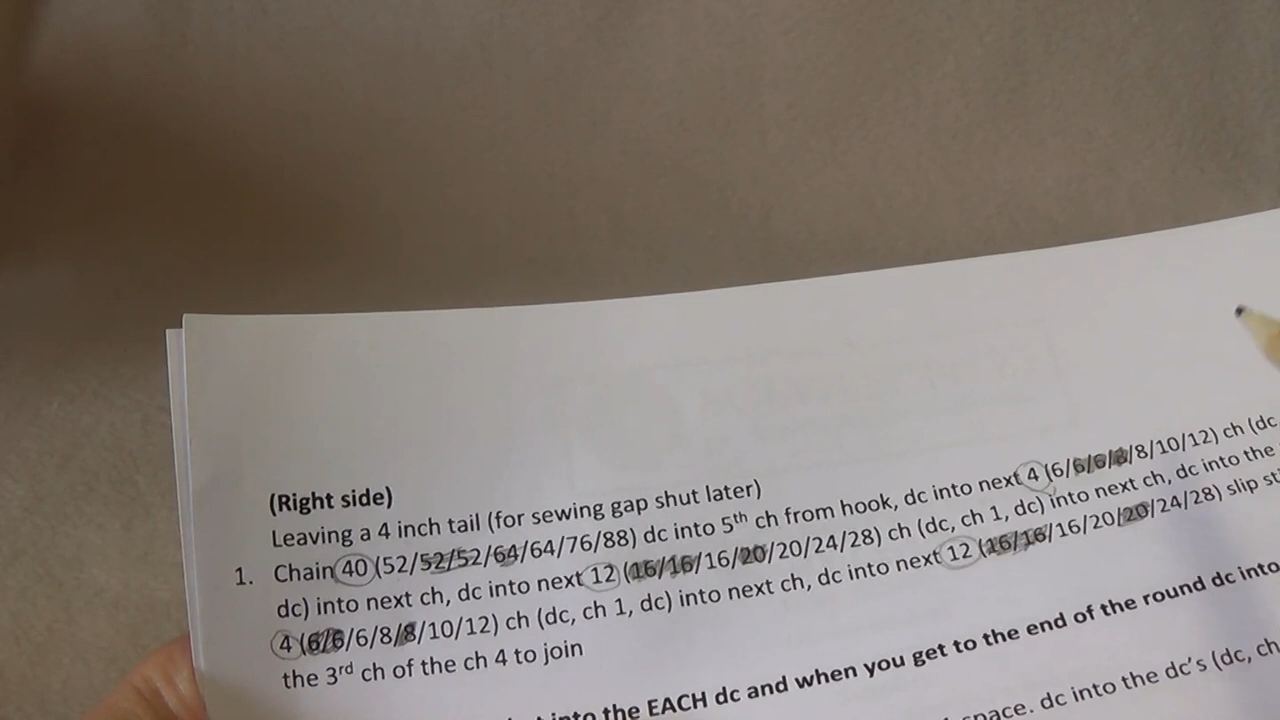 (Right side)
Leaving a 4 inch tail (for sewing gap shut later)
1. Chain 40 (52/52/52/64/64/76/88) dc into 5th ch from hook, dc into next 4 (6/6/6/8/8/10/12) ch (dc,
dc) into next ch, dc into next 12 (16/16/16/20/20/24/28) ch (dc, ch 1, dc) into next ch, dc into the
4 (6/6/6/8/8/10/12) ch (dc, ch 1, dc) into next ch, dc into next 12 (16/16/16/20/20/24/28) slip
the 3rd ch of the ch 4 to join
into the EACH dc and when you get to the end of the round dc into
dc into the dc's (dc, ch